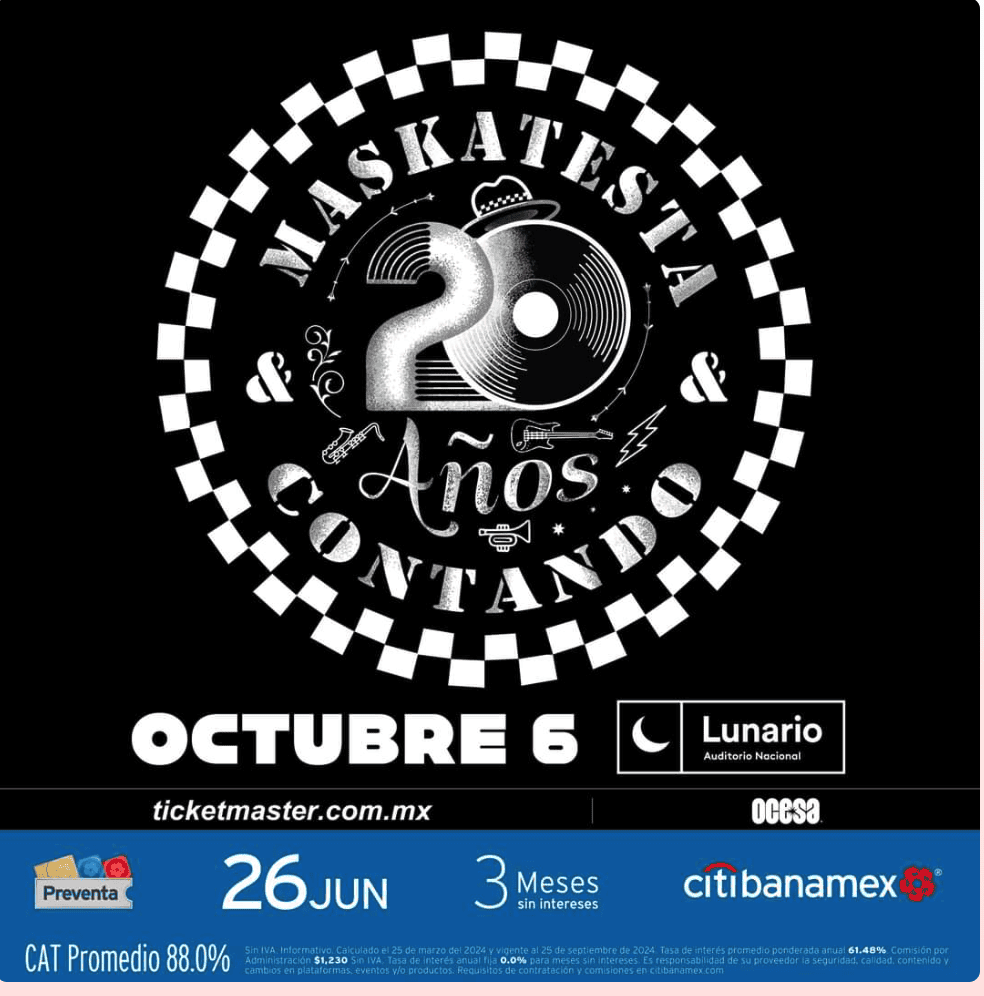 MASKATESTA
20
&
&
Años
CONTANDO
OCTUBRE 6
Lunario
Auditorio Nacional
ticketmaster.com.mx
ocesa
Preventa
26 JUN
3 Meses
sin intereses
citibanamex®
CAT Promedio 88.0%
Sin IVA. Informativo. Calculado el 25 de marzo del 2024 y vigente al 25 de septiembre de 2024. Tasa de interés promedio ponderada anual 61.48%. Comisión por
Administración $1,230 Sin IVA. Tasa de interés anual fija 0.0% para meses sin intereses. Es responsabilidad de su proveedor la seguridad, calidad, contenido y
cambios en plataformas, eventos y/o productos. Requisitos de contratación y comisiones en citibanamex.com